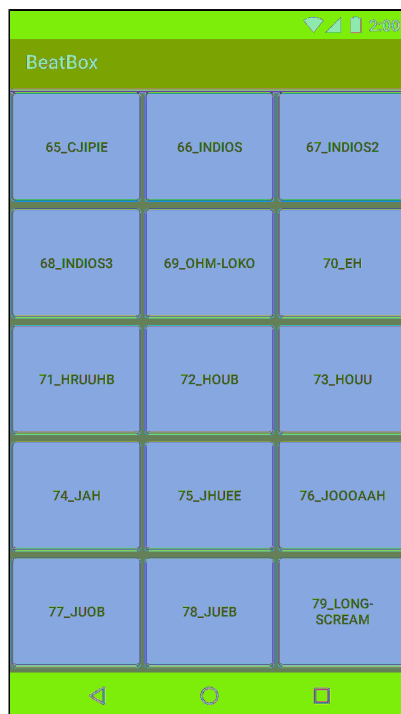 2:00
BeatBox
65_CJIPIE
66_INDIOS
67_INDIOS2
68_INDIOS3
69_OHM-LOKO
70_EH
71_HRUUHB
72_HOUB
73_HOUU
74_JAH
75_JHUEE
76_JOOOAAH
77_JUOB
78_JUEB
79_LONG-
SCREAM